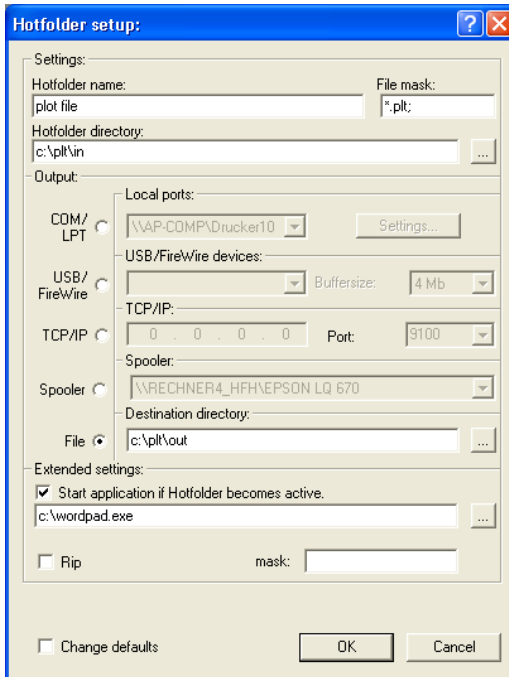 Hotfolder setup:
Settings:
Hotfolder name: File mask:
plot file *.plt;
Hotfolder directory:
c:\plt\in ...
Output:
Local ports:
COM/
LPT \\AP-COMP\Drucker10 Settings...
USB/FireWire devices:
USB/
FireWire Buffersize: 4 Mb
TCP/IP:
TCP/IP 0 . 0 . 0 . 0 Port: 9100
Spooler:
Spooler \\RECHNER4_HFH\EPSON LQ 670
Destination directory:
File c:\plt\out ...
Extended settings:
Start application if Hotfolder becomes active.
c:\wordpad.exe ...
Rip mask:
Change defaults OK Cancel